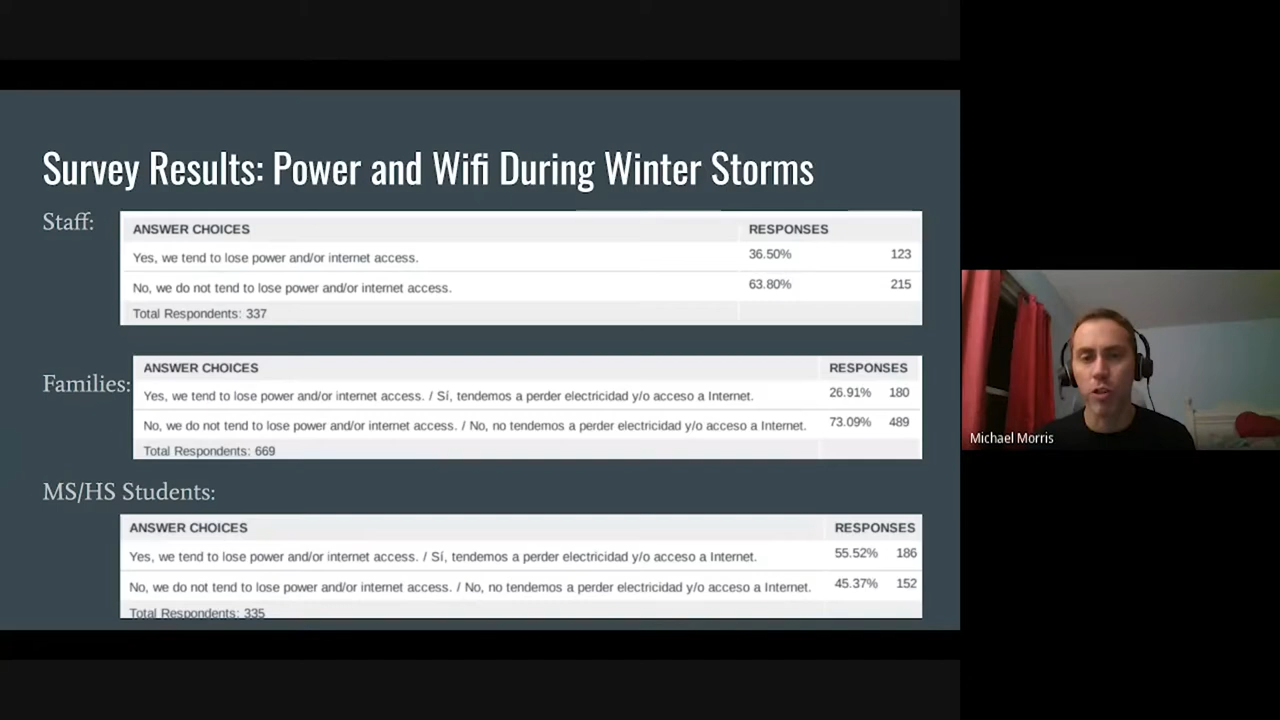 Survey Results: Power and Wifi During Winter Storms
Staff:
ANSWER CHOICES RESPONSES
Yes, we tend to lose power and/or internet access. 36.50% 123
No, we do not tend to lose power and/or internet access. 63.80% 215
Total Respondents: 337
Families:
ANSWER CHOICES RESPONSES
Yes, we tend to lose power and/or internet access. / Sí, tendemos a perder electricidad y/o acceso a Internet. 26.91% 180
No, we do not tend to lose power and/or internet access. / No, no tendemos a perder electricidad y/o acceso a Internet. 73.09% 489
Total Respondents: 669
MS/HS Students:
ANSWER CHOICES RESPONSES
Yes, we tend to lose power and/or internet access. / Sí, tendemos a perder electricidad y/o acceso a Internet. 55.52% 186
No, we do not tend to lose power and/or internet access. / No, no tendemos a perder electricidad y/o acceso a Internet. 45.37% 152
Total Respondents: 335
Michael Morris